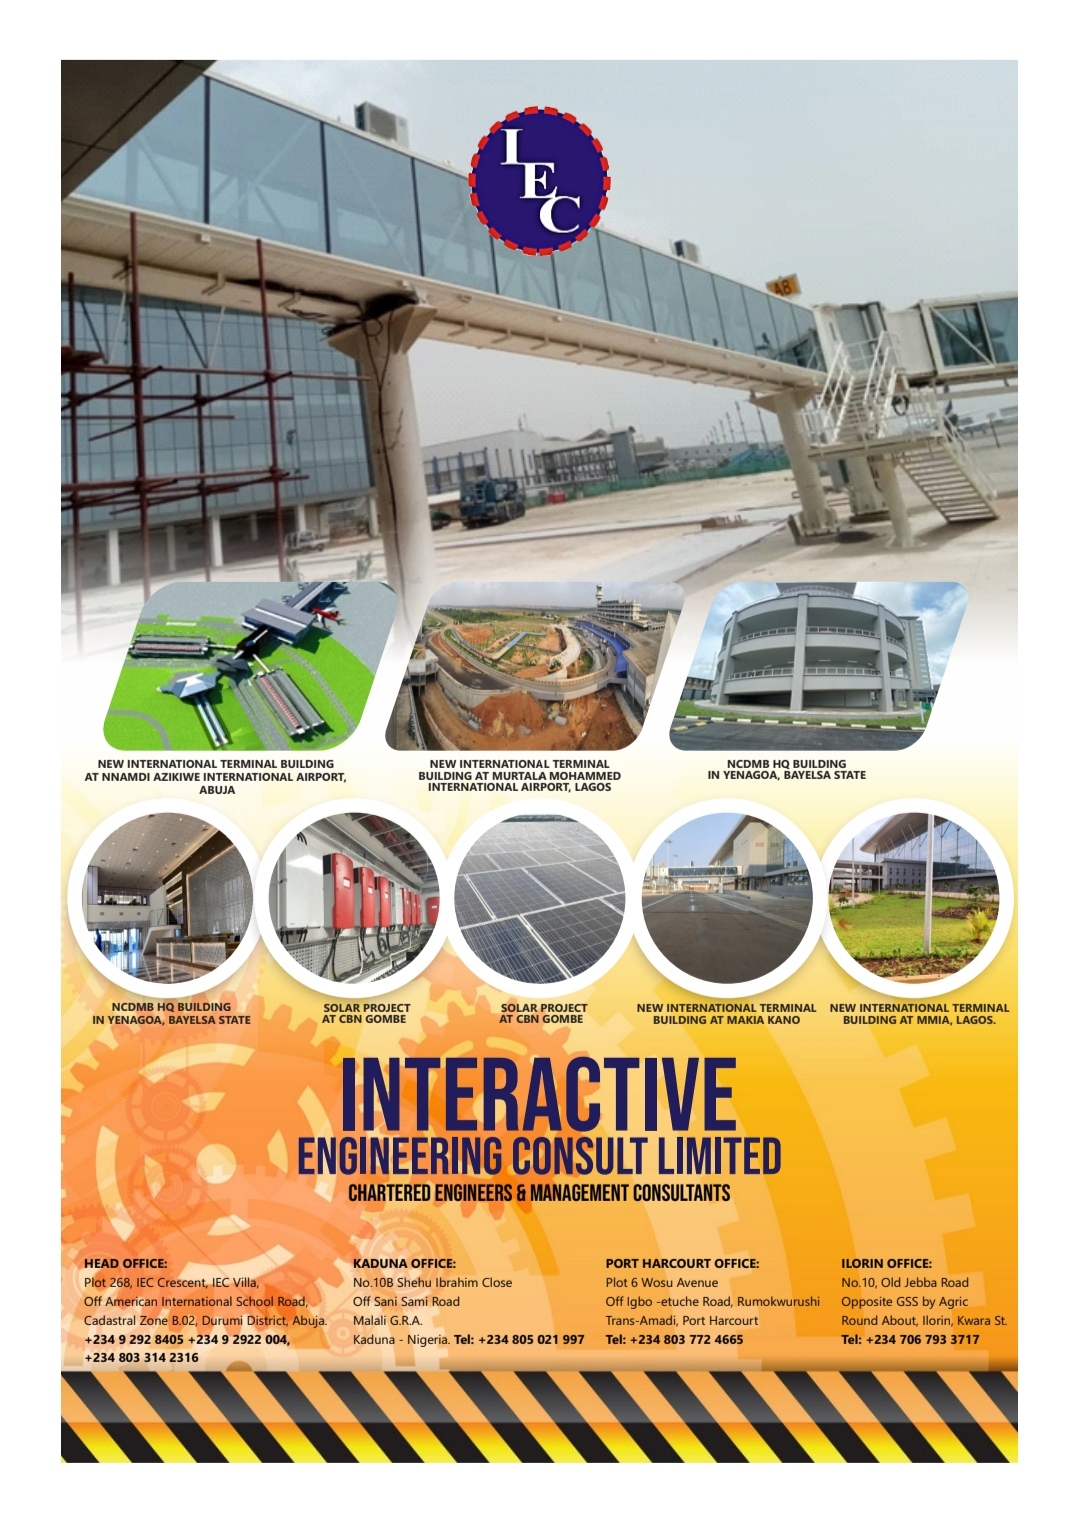 I
E
C
A8
NEW INTERNATIONAL TERMINAL BUILDING
AT NNAMDI AZIKIWE INTERNATIONAL AIRPORT,
ABUJA
NEW INTERNATIONAL TERMINAL
BUILDING AT MURTALA MOHAMMED
INTERNATIONAL AIRPORT, LAGOS
NCDMB HQ BUILDING
IN YENAGOA, BAYELSA STATE
NCDMB HQ BUILDING
IN YENAGOA, BAYELSA STATE
SOLAR PROJECT
AT CBN GOMBE
SOLAR PROJECT
AT CBN GOMBE
NEW INTERNATIONAL TERMINAL
BUILDING AT MAKIA KANO
NEW INTERNATIONAL TERMINAL
BUILDING AT MMIA, LAGOS.
INTERACTIVE
ENGINEERING CONSULT LIMITED
CHARTERED ENGINEERS & MANAGEMENT CONSULTANTS
HEAD OFFICE:
Plot 268, IEC Crescent, IEC Villa,
Off American International School Road,
Cadastral Zone B.02, Durumi District, Abuja.
+234 9 292 8405 +234 9 2922 004,
+234 803 314 2316
KADUNA OFFICE:
No.10B Shehu Ibrahim Close
Off Sani Sami Road
Malali G.R.A.
Kaduna - Nigeria. Tel: +234 805 021 997
PORT HARCOURT OFFICE:
Plot 6 Wosu Avenue
Off Igbo -etuche Road, Rumokwurushi
Trans-Amadi, Port Harcourt
Tel: +234 803 772 4665
ILORIN OFFICE:
No.10, Old Jebba Road
Opposite GSS by Agric
Round About, Ilorin, Kwara St.
Tel: +234 706 793 3717